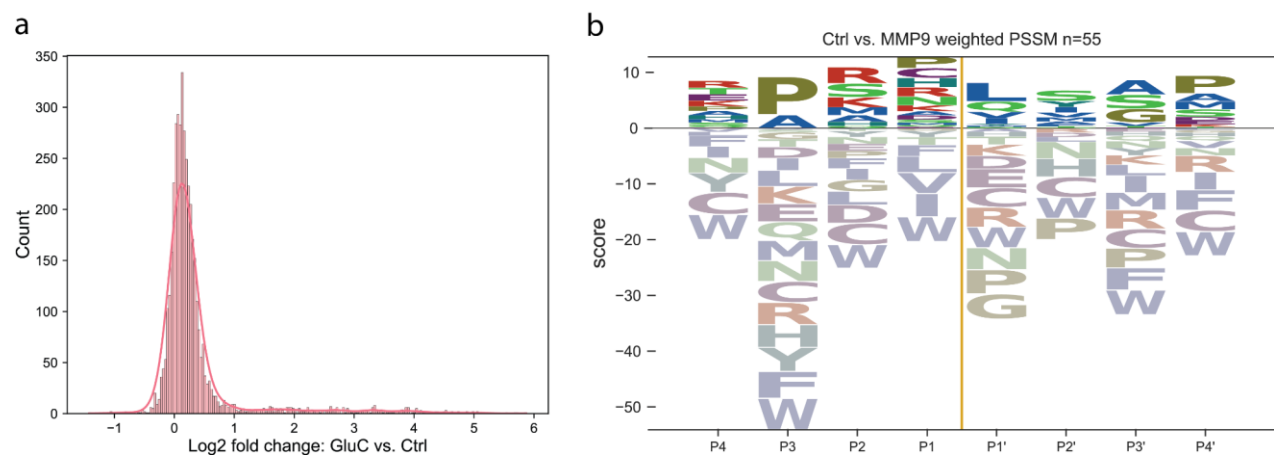 a
350
300
250
200
150
100
50
0
Count
−1 0 1 2 3 4 5 6
Log2 fold change: GluC vs. Ctrl
b
Ctrl vs. MMP9 weighted PSSM n=55
10
0
−10
−20
−30
−40
−50
score
N Y C W
P A G D I L K E Q M N C R H Y F W
R S K M
G L D C W
P C H R N K
F L V I W
L Q
K D E C R W N P G
S
N H C W P
A S G
K L I M R C P F W
P A M
R I F C W
P4 P3 P2 P1 P1' P2' P3' P4'